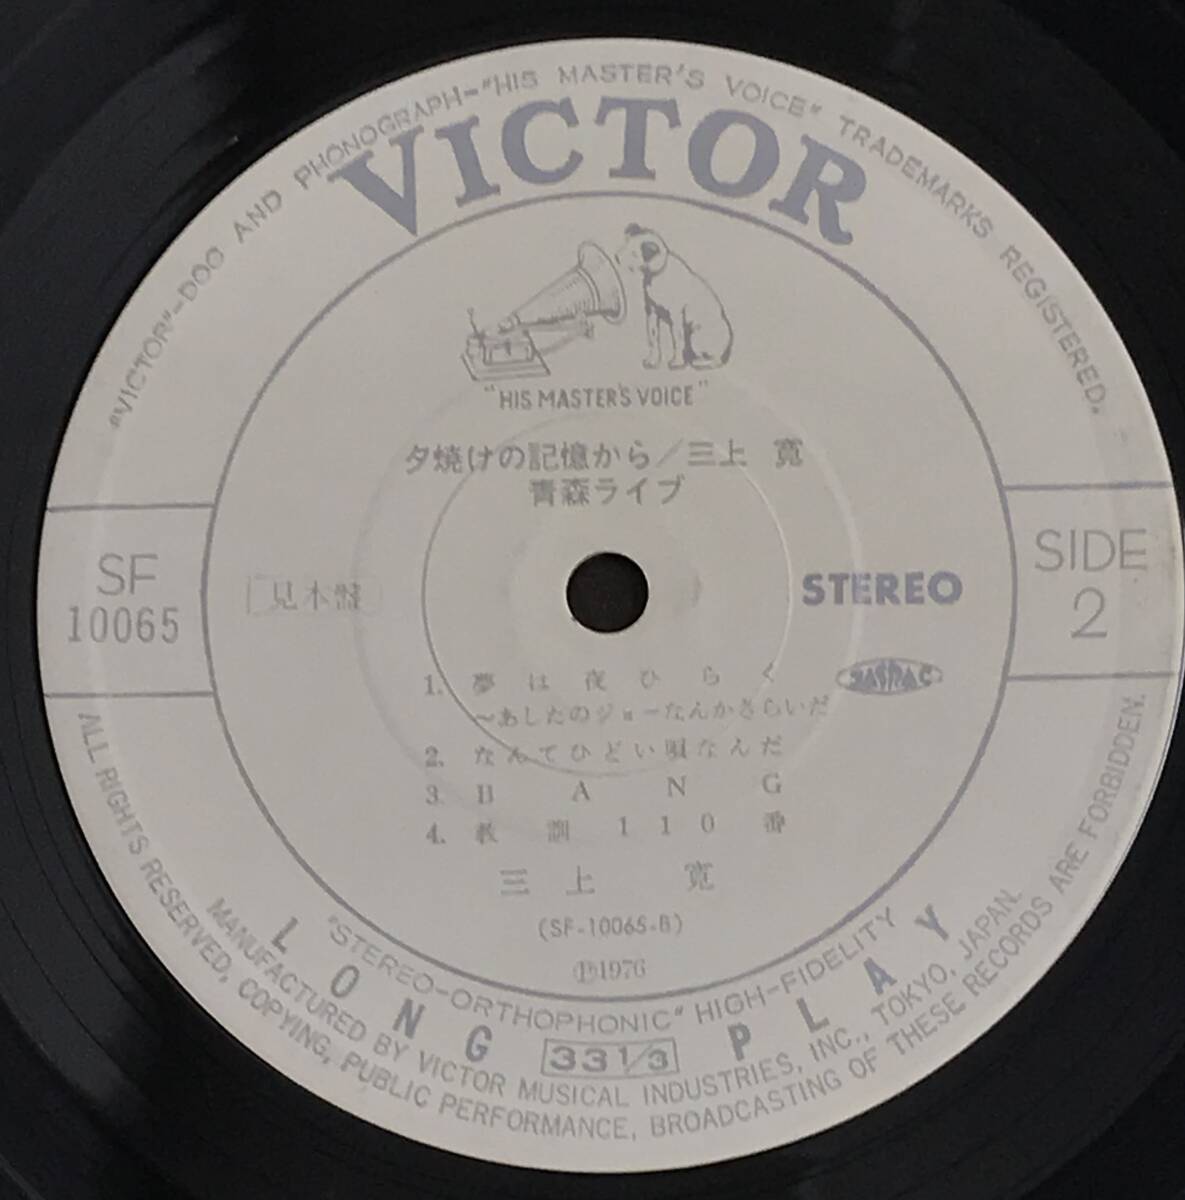 "VICTOR"–DOG AND PHONOGRAPH–"HIS MASTER'S VOICE" TRADEMARKS REGISTERED.
VICTOR
"HIS MASTER'S VOICE"
夕焼けの記憶から/三上 寛
青森ライブ
SF
10065
見本盤
STEREO
SIDE
2
JASRAC
1. 夢は夜ひらく
~あしたのジョーなんかきらいだ
2. なんてひどい唄なんだ
3. BANG
4. 教訓110番
三上 寛
(SF-10065-B)
Ⓟ1976
"STEREO-ORTHOPHONIC" HIGH-FIDELITY
LONG 33 1/3 PLAY
MANUFACTURED BY VICTOR MUSICAL INDUSTRIES, INC., TOKYO, JAPAN.
ALL RIGHTS RESERVED, COPYING, PUBLIC PERFORMANCE, BROADCASTING OF THESE RECORDS ARE FORBIDDEN.